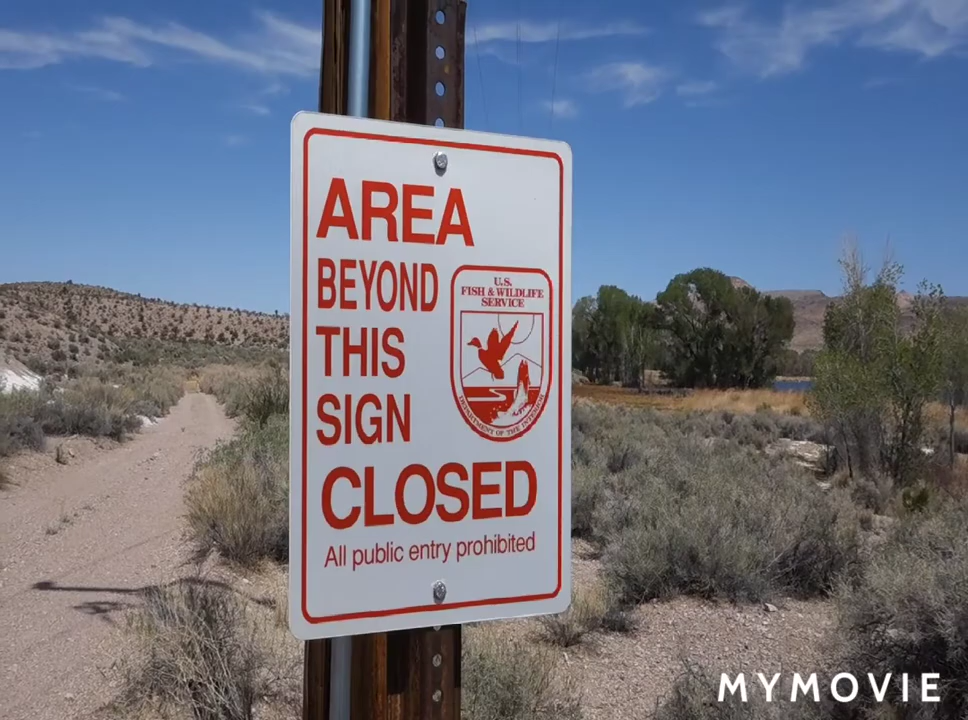 AREA
BEYOND
THIS
SIGN
CLOSED
All public entry prohibited
U.S.
FISH & WILDLIFE
SERVICE
DEPARTMENT OF THE INTERIOR
MYMOVIE